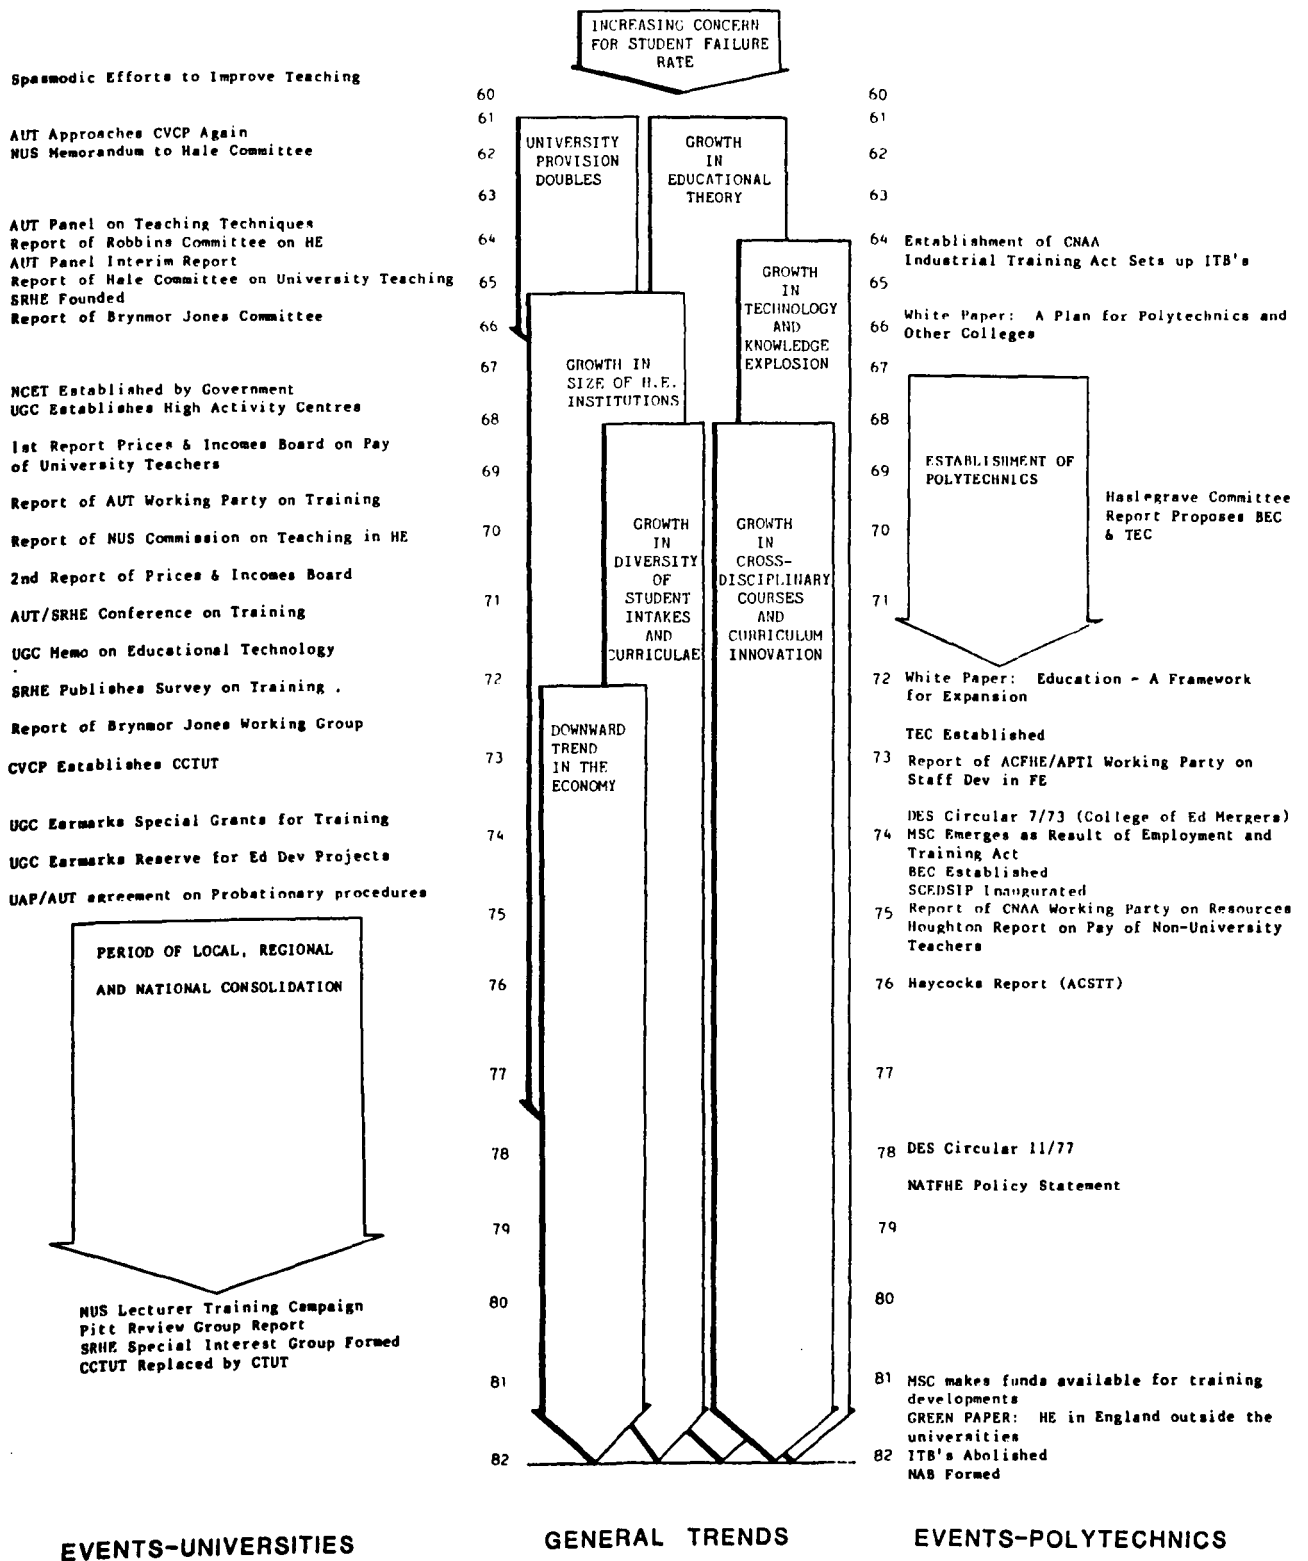 INCREASING CONCERN
FOR STUDENT FAILURE
RATE
Spasmodic Efforts to Improve Teaching
AUT Approaches CVCP Again
NUS Memorandum to Hale Committee
AUT Panel on Teaching Techniques
Report of Robbins Committee on HE
AUT Panel Interim Report
Report of Hale Committee on University Teaching
SRHE Founded
Report of Brynmor Jones Committee
NCET Established by Government
UGC Establishes High Activity Centres
1st Report Prices & Incomes Board on Pay
of University Teachers
Report of AUT Working Party on Training
Report of NUS Commission on Teaching in HE
2nd Report of Prices & Incomes Board
AUT/SRHE Conference on Training
UGC Memo on Educational Technology
SRHE Publishes Survey on Training .
Report of Brynmor Jones Working Group
CVCP Establishes CCTUT
UGC Earmarks Special Grants for Training
UGC Earmarks Reserve for Ed Dev Projects
UAP/AUT agreement on Probationary procedures
PERIOD OF LOCAL, REGIONAL
AND NATIONAL CONSOLIDATION
NUS Lecturer Training Campaign
Pitt Review Group Report
SRHE Special Interest Group Formed
CCTUT Replaced by CTUT
EVENTS-UNIVERSITIES
60
61
62
63
64
65
66
67
68
69
70
71
72
73
74
75
76
77
78
79
80
81
82
UNIVERSITY
PROVISION
DOUBLES
GROWTH
IN
EDUCATIONAL
THEORY
GROWTH
IN
TECHNOLOGY
AND
KNOWLEDGE
EXPLOSION
GROWTH IN
SIZE OF H.E.
INSTITUTIONS
GROWTH
IN
DIVERSITY
OF
STUDENT
INTAKES
AND
CURRICULAE
GROWTH
IN
CROSS-
DISCIPLINARY
COURSES
AND
CURRICULUM
INNOVATION
DOWNWARD
TREND
IN THE
ECONOMY
GENERAL TRENDS
60
61
62
63
64 Establishment of CNAA
Industrial Training Act Sets up ITB's
65
White Paper: A Plan for Polytechnics and
66 Other Colleges
67
68
69
ESTABLISHMENT OF
POLYTECHNICS
Haslegrave Committee
Report Proposes BEC
& TEC
70
71
72 White Paper: Education - A Framework
for Expansion
TEC Established
73 Report of ACFHE/APTI Working Party on
Staff Dev in FE
DES Circular 7/73 (College of Ed Mergers)
74 MSC Emerges as Result of Employment and
Training Act
BEC Established
SCEDSIP Inaugurated
75 Report of CNAA Working Party on Resources
Houghton Report on Pay of Non-University
Teachers
76 Haycocks Report (ACSTT)
77
78 DES Circular 11/77
NATFHE Policy Statement
79
80
81 MSC makes funds available for training
developments
GREEN PAPER: HE in England outside the
universities
82 ITB's Abolished
NAB Formed
EVENTS-POLYTECHNICS